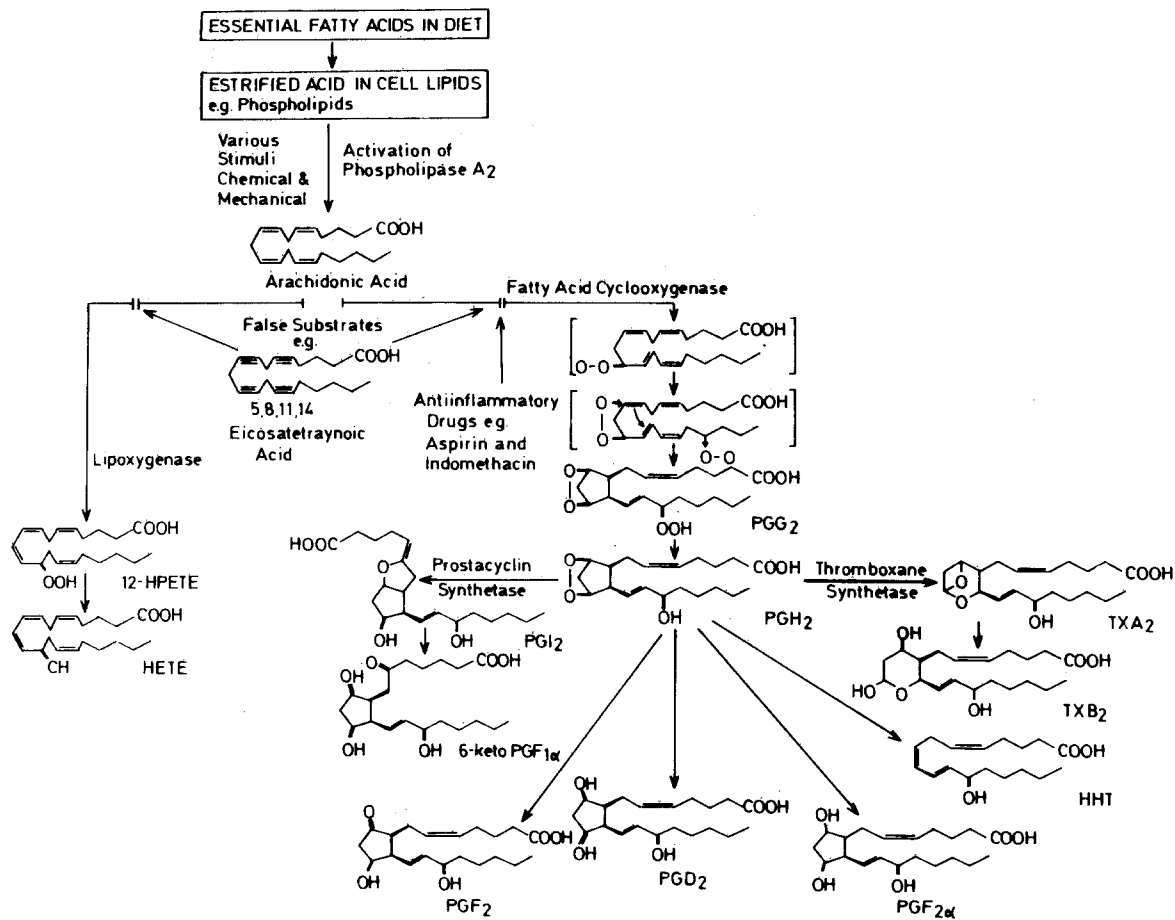 ESSENTIAL FATTY ACIDS IN DIET
ESTRIFIED ACID IN CELL LIPIDS
e.g. Phospholipids
Various
Stimuli
Chemical &
Mechanical
Activation of
Phospholipase A2
COOH
Arachidonic Acid
Fatty Acid Cyclooxygenase
False Substrates
e.g.
COOH
5,8,11,14
Eicosatetraynoic
Acid
Antiinflammatory
Drugs e.g.
Aspirin and
Indomethacin
COOH
O-O
O
O
COOH
O-O
O
O
COOH
OOH
PGG2
Lipoxygenase
COOH
OOH
12-HPETE
COOH
CH
HETE
HOOC
O
OH
OH
PGI2
Prostacyclin
Synthetase
O
O
COOH
OH
PGH2
Thromboxane
Synthetase
O
O
COOH
OH
TXA2
OH
HO
O
COOH
OH
TXB2
O
OH
COOH
OH
OH
6-keto PGF1α
COOH
OH
HHT
O
COOH
OH
OH
PGF2
OH
COOH
OH
OH
PGD2
OH
COOH
OH
OH
PGF2α